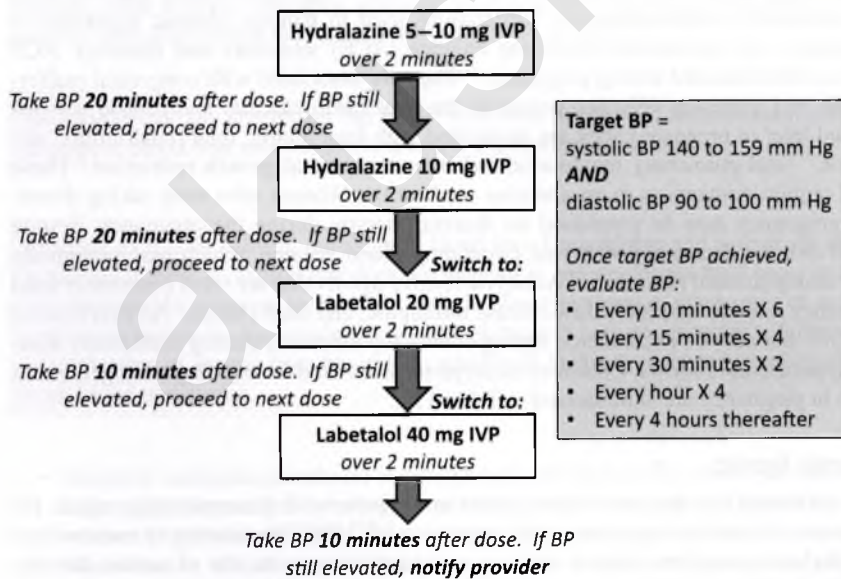 Hydralazine 5–10 mg IVP
over 2 minutes
Take BP 20 minutes after dose. If BP still
elevated, proceed to next dose
Hydralazine 10 mg IVP
over 2 minutes
Take BP 20 minutes after dose. If BP still
elevated, proceed to next dose
Switch to:
Labetalol 20 mg IVP
over 2 minutes
Take BP 10 minutes after dose. If BP still
elevated, proceed to next dose
Switch to:
Labetalol 40 mg IVP
over 2 minutes
Take BP 10 minutes after dose. If BP
still elevated, notify provider
Target BP =
systolic BP 140 to 159 mm Hg
AND
diastolic BP 90 to 100 mm Hg
Once target BP achieved,
evaluate BP:
• Every 10 minutes X 6
• Every 15 minutes X 4
• Every 30 minutes X 2
• Every hour X 4
• Every 4 hours thereafter